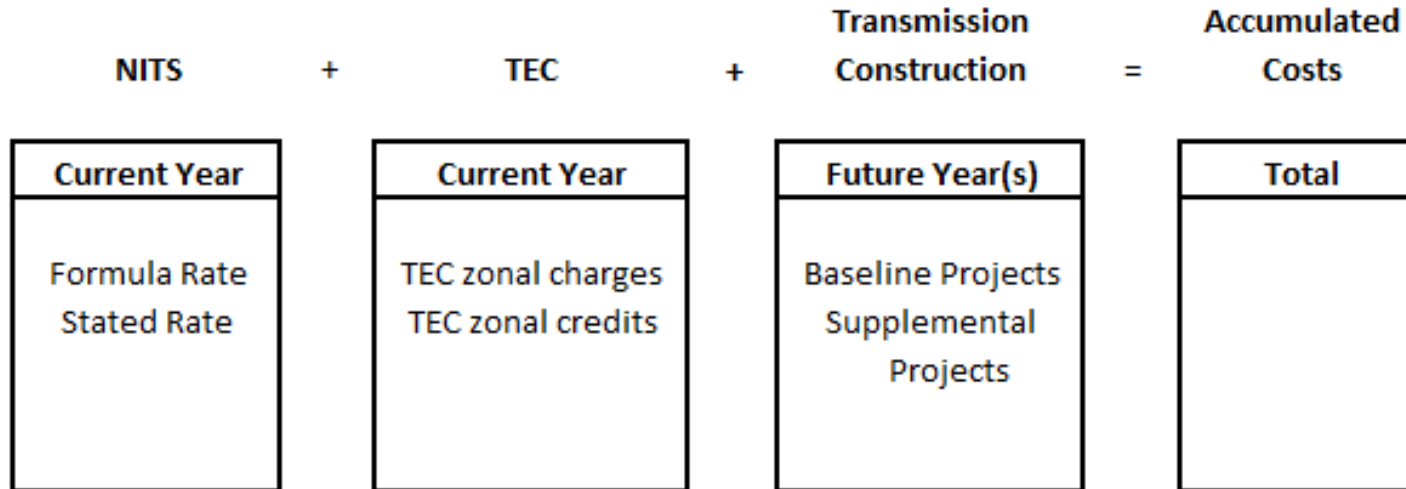 NITS + TEC + Transmission Construction = Accumulated Costs
Current Year
Formula Rate
Stated Rate
Current Year
TEC zonal charges
TEC zonal credits
Future Year(s)
Baseline Projects
Supplemental
Projects
Total